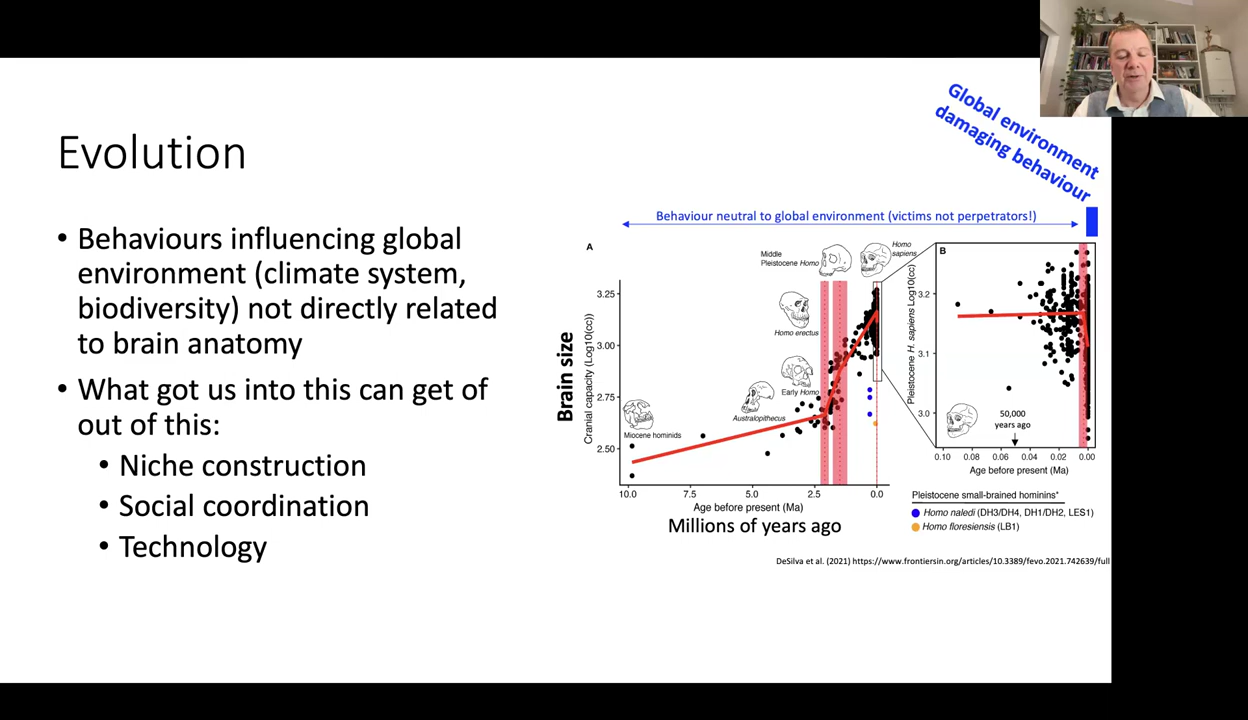 Evolution
• Behaviours influencing global
environment (climate system,
biodiversity) not directly related
to brain anatomy
• What got us into this can get of
out of this:
• Niche construction
• Social coordination
• Technology
Global environment
damaging behaviour
Behaviour neutral to global environment (victims not perpetrators!)
A
Middle
Pleistocene Homo
Homo
sapiens
Homo erectus
Early Homo
Australopithecus
Miocene hominids
Brain size
Cranial capacity (Log10(cc))
3.25
3.00
2.75
2.50
10.0 7.5 5.0 2.5 0.0
Age before present (Ma)
Millions of years ago
B
Pleistocene H. sapiens Log10(cc)
3.2
3.1
3.0
50,000
years ago
0.10 0.08 0.06 0.04 0.02 0.00
Age before present (Ma)
Pleistocene small-brained hominins*
Homo naledi (DH3/DH4, DH1/DH2, LES1)
Homo floresiensis (LB1)
DeSilva et al. (2021) https://www.frontiersin.org/articles/10.3389/fevo.2021.742639/full